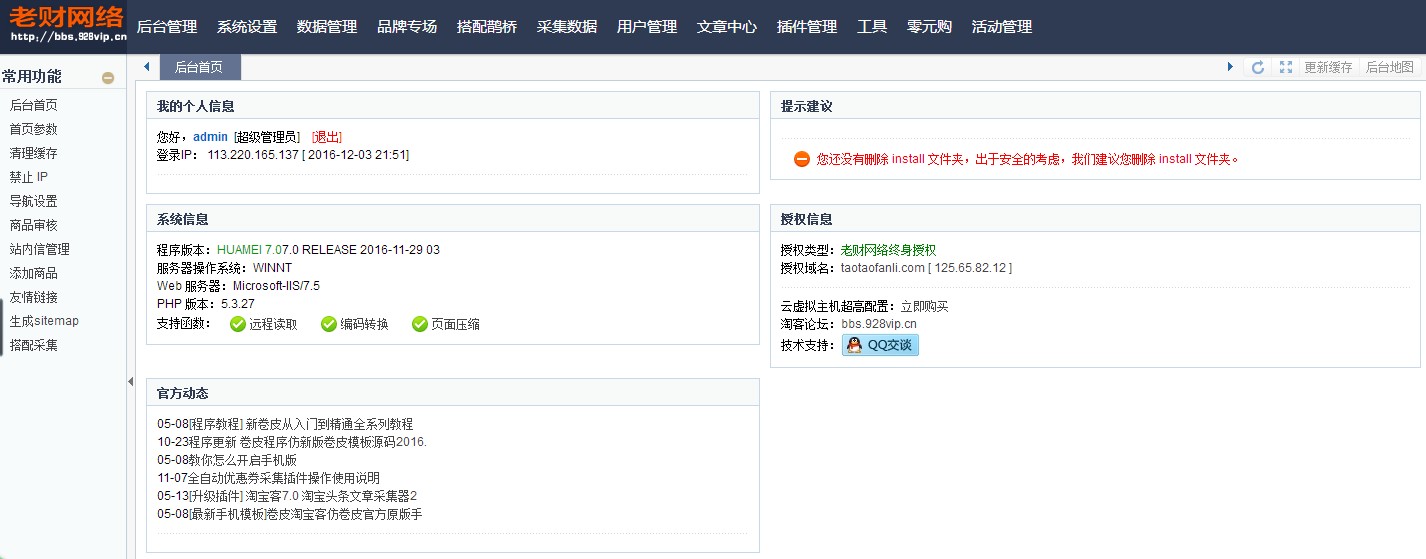 老财网络
http://bbs.928vip.cn
后台管理 系统设置 数据管理 品牌专场 搭配鹊桥 采集数据 用户管理 文章中心 插件管理 工具 零元购 活动管理
常用功能
后台首页
首页参数
清理缓存
禁止 IP
导航设置
商品审核
站内信管理
添加商品
友情链接
生成sitemap
搭配采集
后台首页
更新缓存 后台地图
我的个人信息
您好，admin [超级管理员] [退出]
登录IP： 113.220.165.137 [ 2016-12-03 21:51]
提示建议
您还没有删除 install 文件夹，出于安全的考虑，我们建议您删除 install 文件夹。
系统信息
程序版本：HUAMEI 7.07.0 RELEASE 2016-11-29 03
服务器操作系统：WINNT
Web 服务器：Microsoft-IIS/7.5
PHP 版本：5.3.27
支持函数： 远程读取 编码转换 页面压缩
授权信息
授权类型：老财网络终身授权
授权域名：taotaofanli.com [ 125.65.82.12 ]
云虚拟主机超高配置：立即购买
淘客论坛：bbs.928vip.cn
技术支持： QQ交谈
官方动态
05-08[程序教程] 新卷皮从入门到精通全系列教程
10-23程序更新 卷皮程序仿新版卷皮模板源码2016.
05-08教你怎么开启手机版
11-07全自动优惠券采集插件操作使用说明
05-13[升级插件] 淘宝客7.0 淘宝头条文章采集器2
05-08[最新手机模板]卷皮淘宝客仿卷皮官方原版手